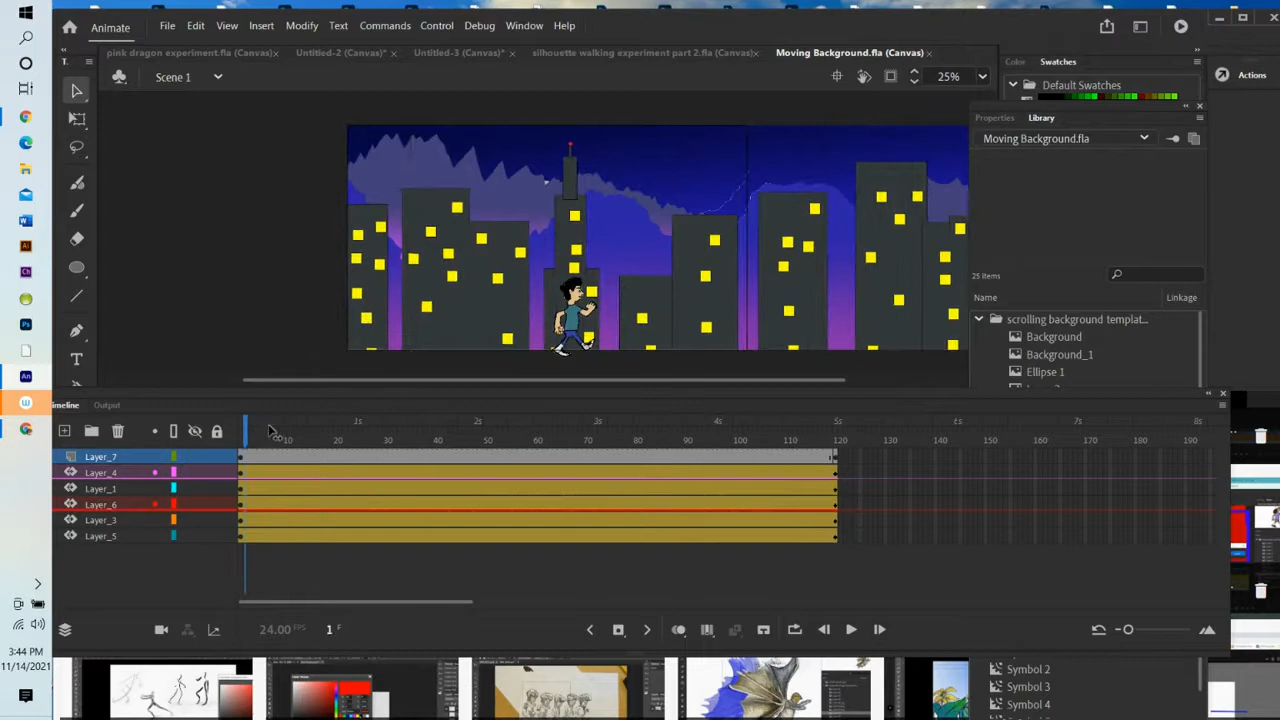 Animate File Edit View Insert Modify Text Commands Control Debug Window Help
pink dragon experiment.fla (Canvas) × Untitled-2 (Canvas)* × Untitled-3 (Canvas)* × silhouette walking experiment part 2.fla (Canvas) × Moving Background.fla (Canvas) ×
Color Swatches
T.. Scene 1 25%
Default Swatches
Actions
Properties Library
Moving Background.fla
25 items
Name Linkage
scrolling background templat...
Background
Background_1
Ellipse 1
imeline Output
1s 2s 3s 4s 5s 6s 7s 8s
10 20 30 40 50 60 70 80 90 100 110 120 130 140 150 160 170 180 190
Layer_7
Layer_4
Layer_1
Layer_6
Layer_3
Layer_5
24.00 FPS 1 F
3:44 PM
11/14/2021
Symbol 2
Symbol 3
Symbol 4